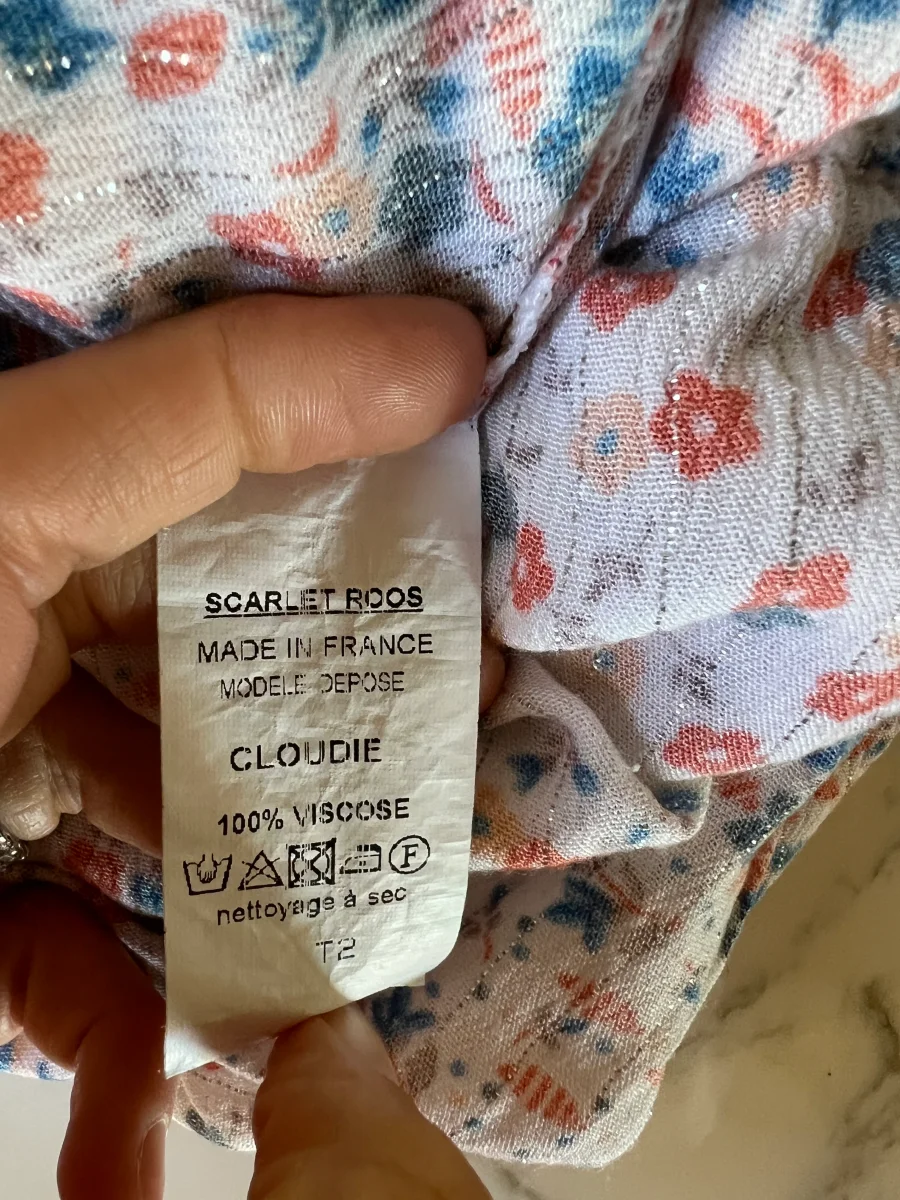 SCARLET ROOS
MADE IN FRANCE
MODELE DEPOSE
CLOUDIE
100% VISCOSE
F
nettoyage à sec
T2